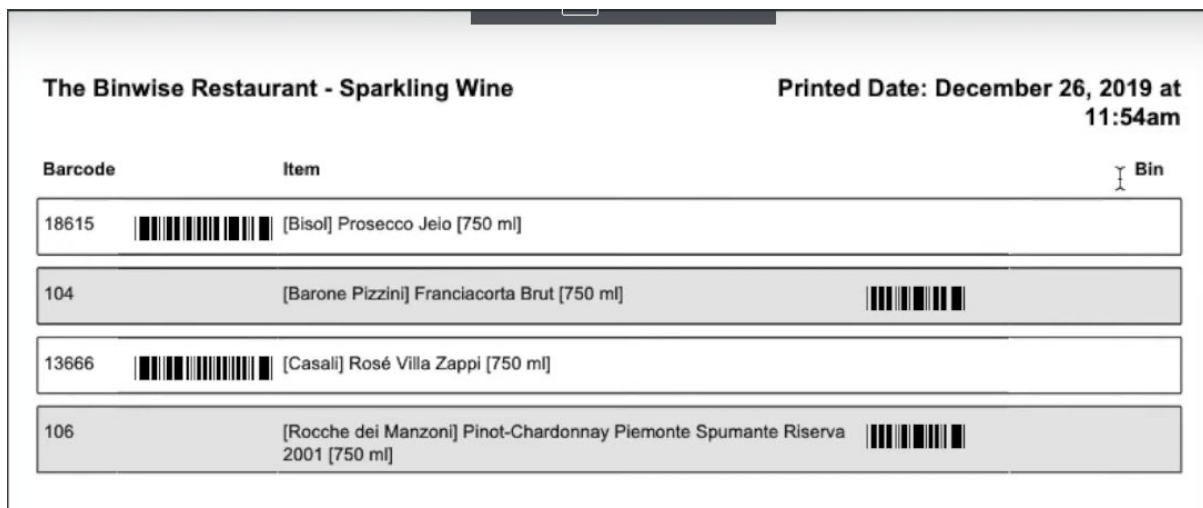 The Binwise Restaurant - Sparkling Wine
Printed Date: December 26, 2019 at
11:54am
Barcode Item Bin
18615 [Bisol] Prosecco Jeio [750 ml]
104 [Barone Pizzini] Franciacorta Brut [750 ml]
13666 [Casali] Rosé Villa Zappi [750 ml]
106 [Rocche dei Manzoni] Pinot-Chardonnay Piemonte Spumante Riserva
2001 [750 ml]